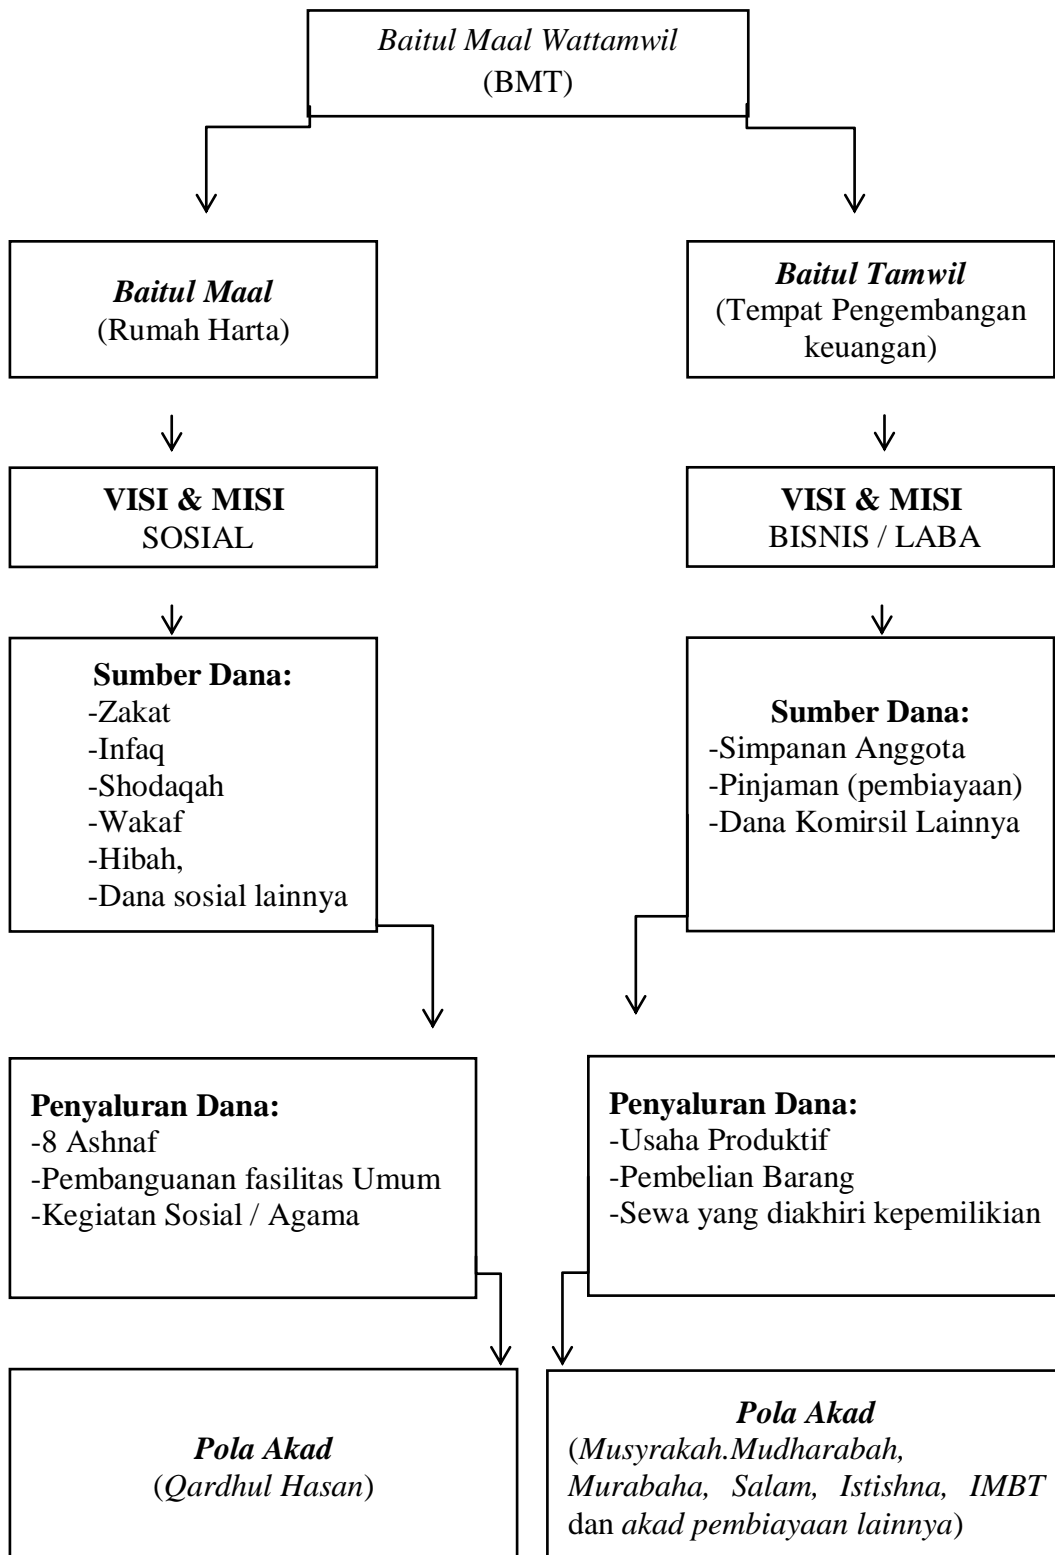 Baitul Maal Wattamwil
(BMT)
Baitul Maal
(Rumah Harta)
Baitul Tamwil
(Tempat Pengembangan
keuangan)
VISI & MISI
SOSIAL
VISI & MISI
BISNIS / LABA
Sumber Dana:
-Zakat
-Infaq
-Shodaqah
-Wakaf
-Hibah,
-Dana sosial lainnya
Sumber Dana:
-Simpanan Anggota
-Pinjaman (pembiayaan)
-Dana Komirsil Lainnya
Penyaluran Dana:
-8 Ashnaf
-Pembanguanan fasilitas Umum
-Kegiatan Sosial / Agama
Penyaluran Dana:
-Usaha Produktif
-Pembelian Barang
-Sewa yang diakhiri kepemilikian
Pola Akad
(Qardhul Hasan)
Pola Akad
(Musyrakah.Mudharabah,
Murabaha, Salam, Istishna, IMBT
dan akad pembiayaan lainnya)